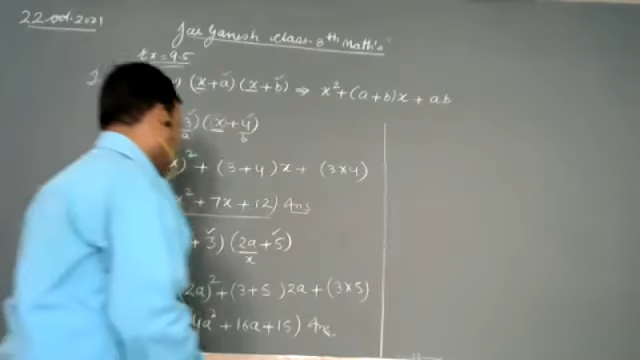 22 Oct. 2021
Jai Ganesh class - 8th Math's
Ex = 9.5
(x + a) (x + b) ⇒ x² + (a + b)x + ab
3) (x + 4)
a b
x)² + (3 + 4) x + (3 × 4)
x² + 7x + 12) Ans
+ 3) (2a + 5)
x
2a)² + (3 + 5) 2a + (3 × 5)
4a² + 16a + 15) Ans.